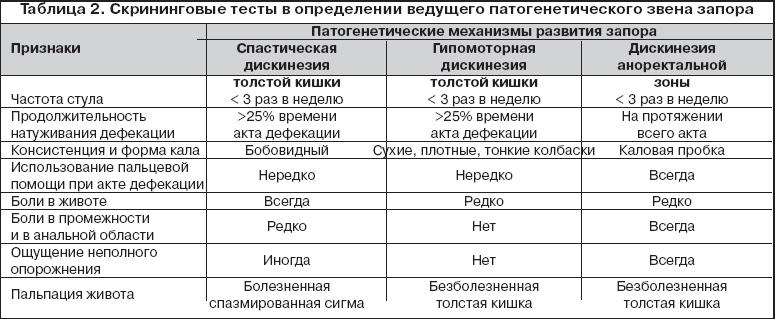 Таблица 2. Скрининговые тесты в определении ведущего патогенетического звена запора
Признаки
Патогенетические механизмы развития запора
Спастическая дискинезия толстой кишки
Гипомоторная дискинезия толстой кишки
Дискинезия аноректальной зоны
Частота стула
< 3 раз в неделю
< 3 раз в неделю
< 3 раз в неделю
Продолжительность натуживания дефекации
>25% времени акта дефекации
>25% времени акта дефекации
На протяжении всего акта
Консистенция и форма кала
Бобовидный
Сухие, плотные, тонкие колбаски
Каловая пробка
Использование пальцевой помощи при акте дефекации
Нередко
Нередко
Всегда
Боли в животе
Всегда
Редко
Редко
Боли в промежности и в анальной области
Редко
Нет
Всегда
Ощущение неполного опорожнения
Иногда
Нет
Всегда
Пальпация живота
Болезненная спазмированная сигма
Безболезненная толстая кишка
Безболезненная толстая кишка